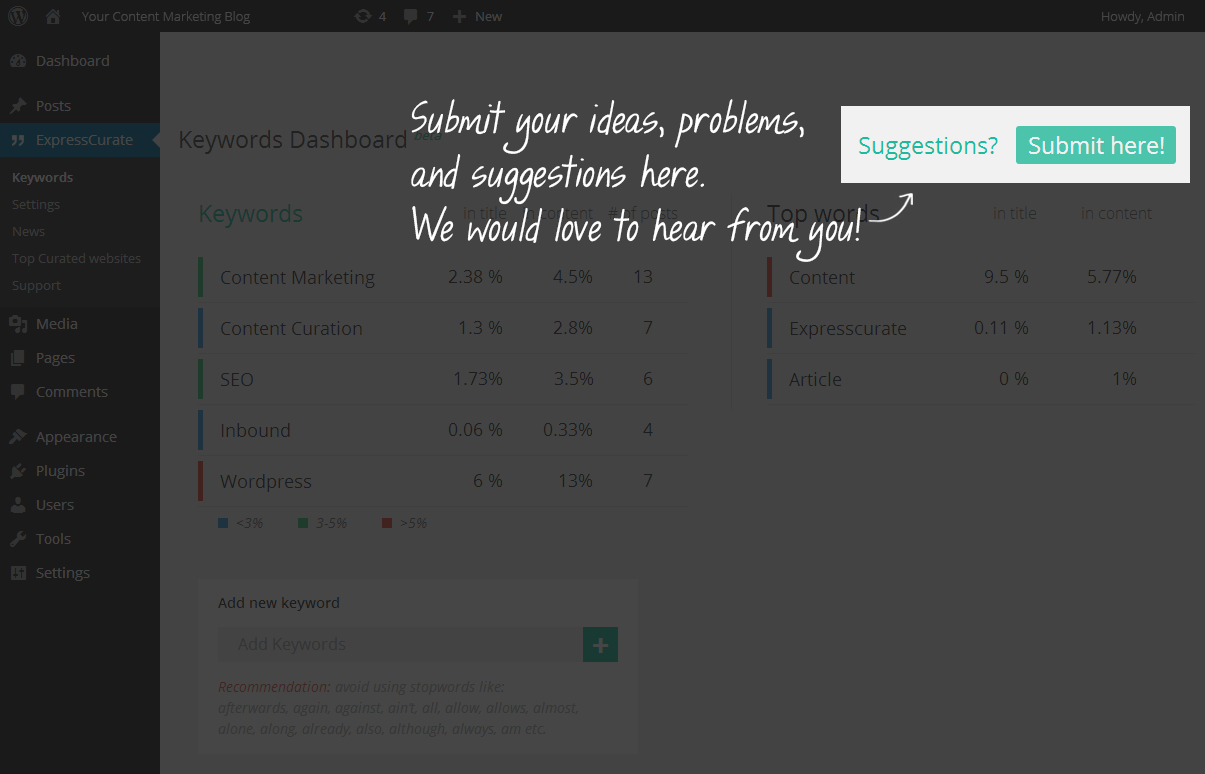 Your Content Marketing Blog 4 7 New Howdy, Admin
Dashboard
Posts
ExpressCurate
Keywords
Settings
News
Top Curated websites
Support
Media
Pages
Comments
Appearance
Plugins
Users
Tools
Settings
Submit your ideas, problems,
and suggestions here.
We would love to hear from you!
Suggestions? Submit here!
Keywords Dashboard beta
Keywords in title in content # of posts
Content Marketing 2.38 % 4.5% 13
Content Curation 1.3 % 2.8% 7
SEO 1.73% 3.5% 6
Inbound 0.06 % 0.33% 4
Wordpress 6 % 13% 7
<3% 3-5% >5%
Top words in title in content
Content 9.5 % 5.77%
Expresscurate 0.11 % 1.13%
Article 0 % 1%
Add new keyword
Add Keywords
Recommendation: avoid using stopwords like:
afterwards, again, against, ain't, all, allow, allows, almost,
alone, along, already, also, although, always, am etc.